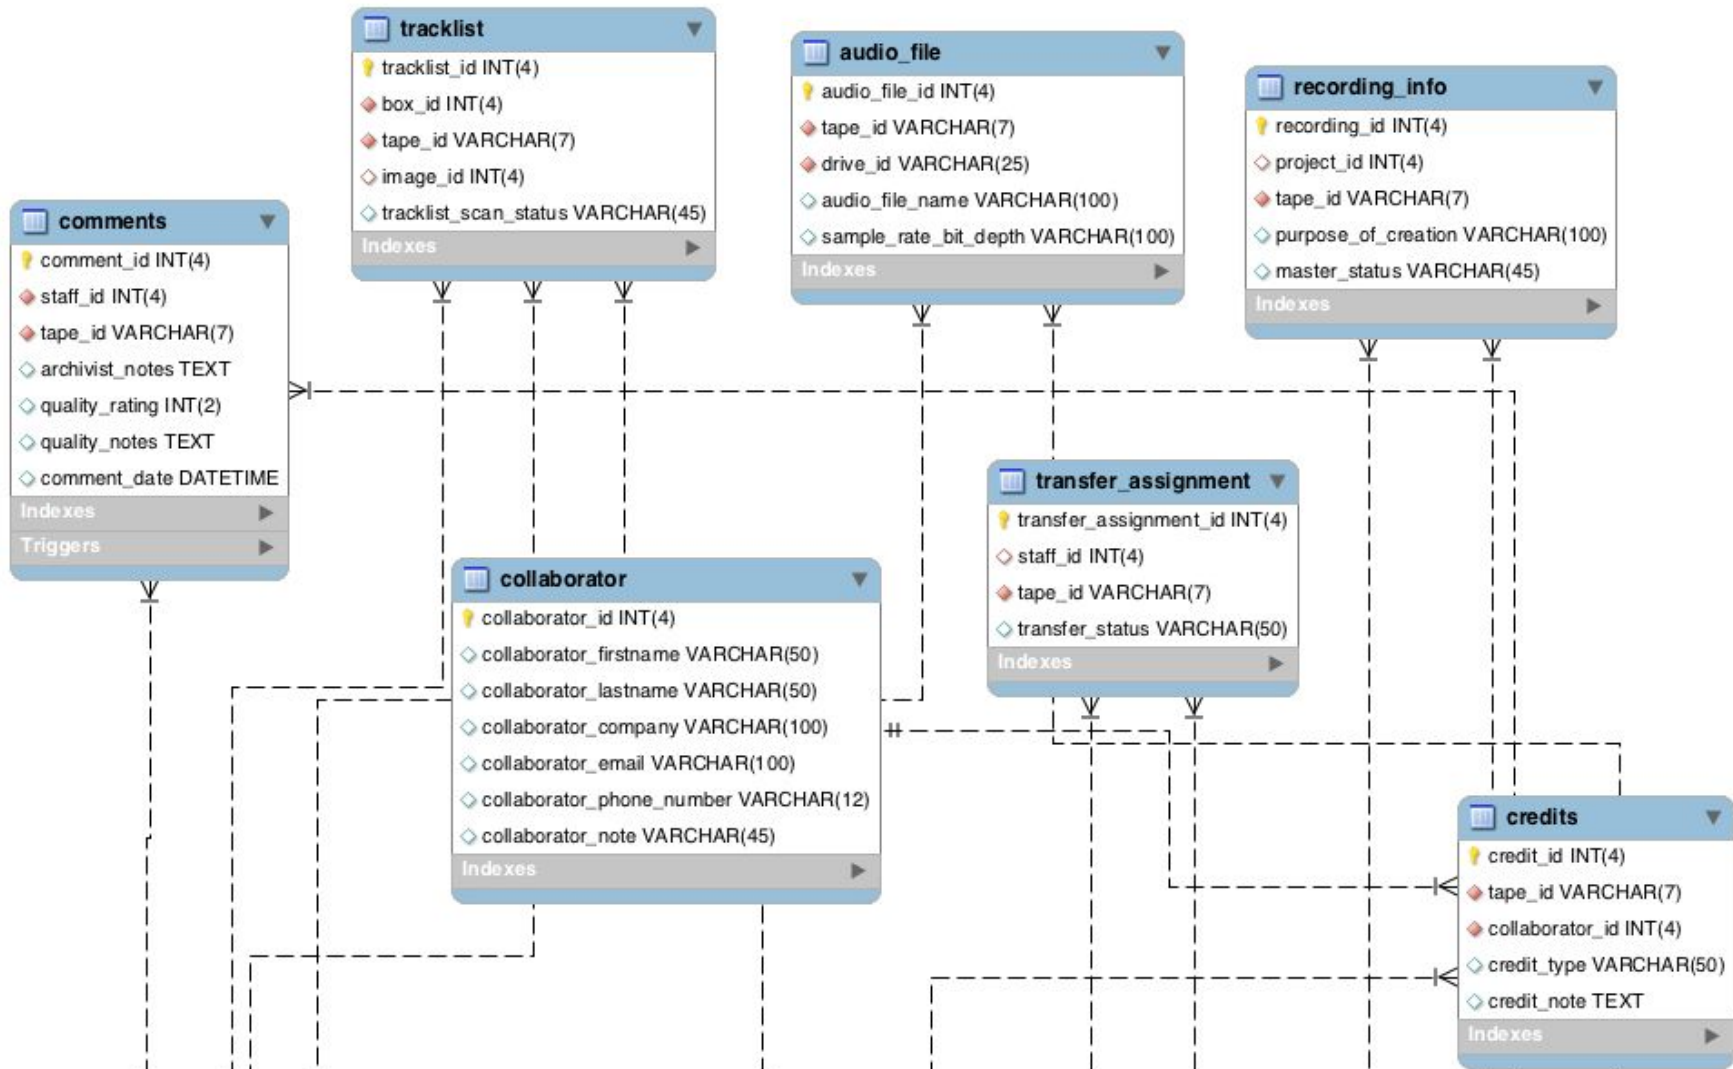 tracklist
tracklist_id INT(4)
box_id INT(4)
tape_id VARCHAR(7)
image_id INT(4)
tracklist_scan_status VARCHAR(45)
Indexes
audio_file
audio_file_id INT(4)
tape_id VARCHAR(7)
drive_id VARCHAR(25)
audio_file_name VARCHAR(100)
sample_rate_bit_depth VARCHAR(100)
Indexes
recording_info
recording_id INT(4)
project_id INT(4)
tape_id VARCHAR(7)
purpose_of_creation VARCHAR(100)
master_status VARCHAR(45)
Indexes
comments
comment_id INT(4)
staff_id INT(4)
tape_id VARCHAR(7)
archivist_notes TEXT
quality_rating INT(2)
quality_notes TEXT
comment_date DATETIME
Indexes
Triggers
transfer_assignment
transfer_assignment_id INT(4)
staff_id INT(4)
tape_id VARCHAR(7)
transfer_status VARCHAR(50)
Indexes
collaborator
collaborator_id INT(4)
collaborator_firstname VARCHAR(50)
collaborator_lastname VARCHAR(50)
collaborator_company VARCHAR(100)
collaborator_email VARCHAR(100)
collaborator_phone_number VARCHAR(12)
collaborator_note VARCHAR(45)
Indexes
credits
credit_id INT(4)
tape_id VARCHAR(7)
collaborator_id INT(4)
credit_type VARCHAR(50)
credit_note TEXT
Indexes